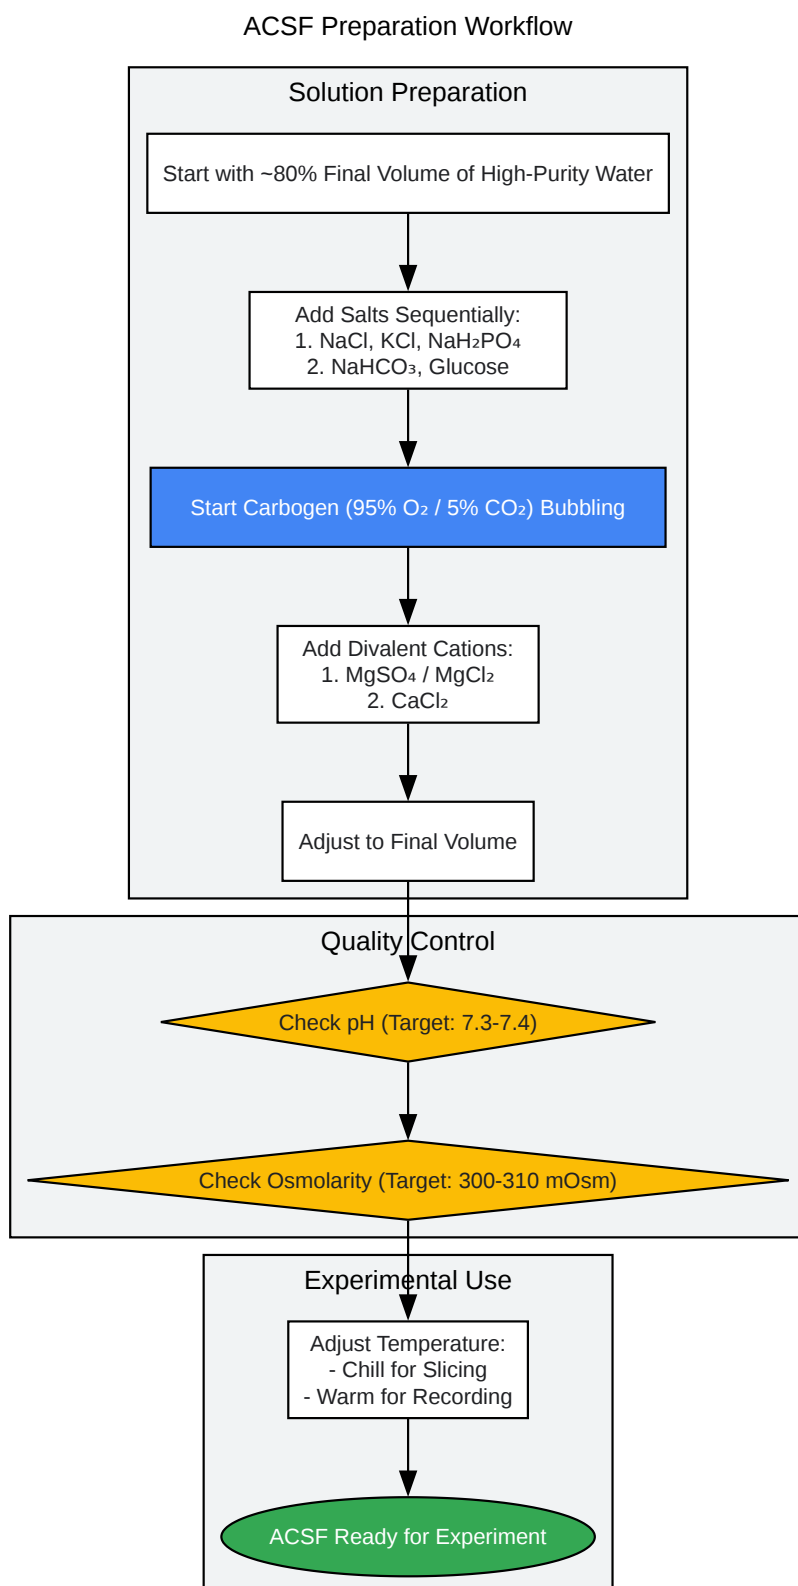 ACSF Preparation Workflow
Solution Preparation
Start with ~80% Final Volume of High-Purity Water
Add Salts Sequentially:
1. NaCl, KCl, NaH₂PO₄
2. NaHCO₃, Glucose
Start Carbogen (95% O₂ / 5% CO₂) Bubbling
Add Divalent Cations:
1. MgSO₄ / MgCl₂
2. CaCl₂
Adjust to Final Volume
Quality Control
Check pH (Target: 7.3-7.4)
Check Osmolarity (Target: 300-310 mOsm)
Experimental Use
Adjust Temperature:
- Chill for Slicing
- Warm for Recording
ACSF Ready for Experiment